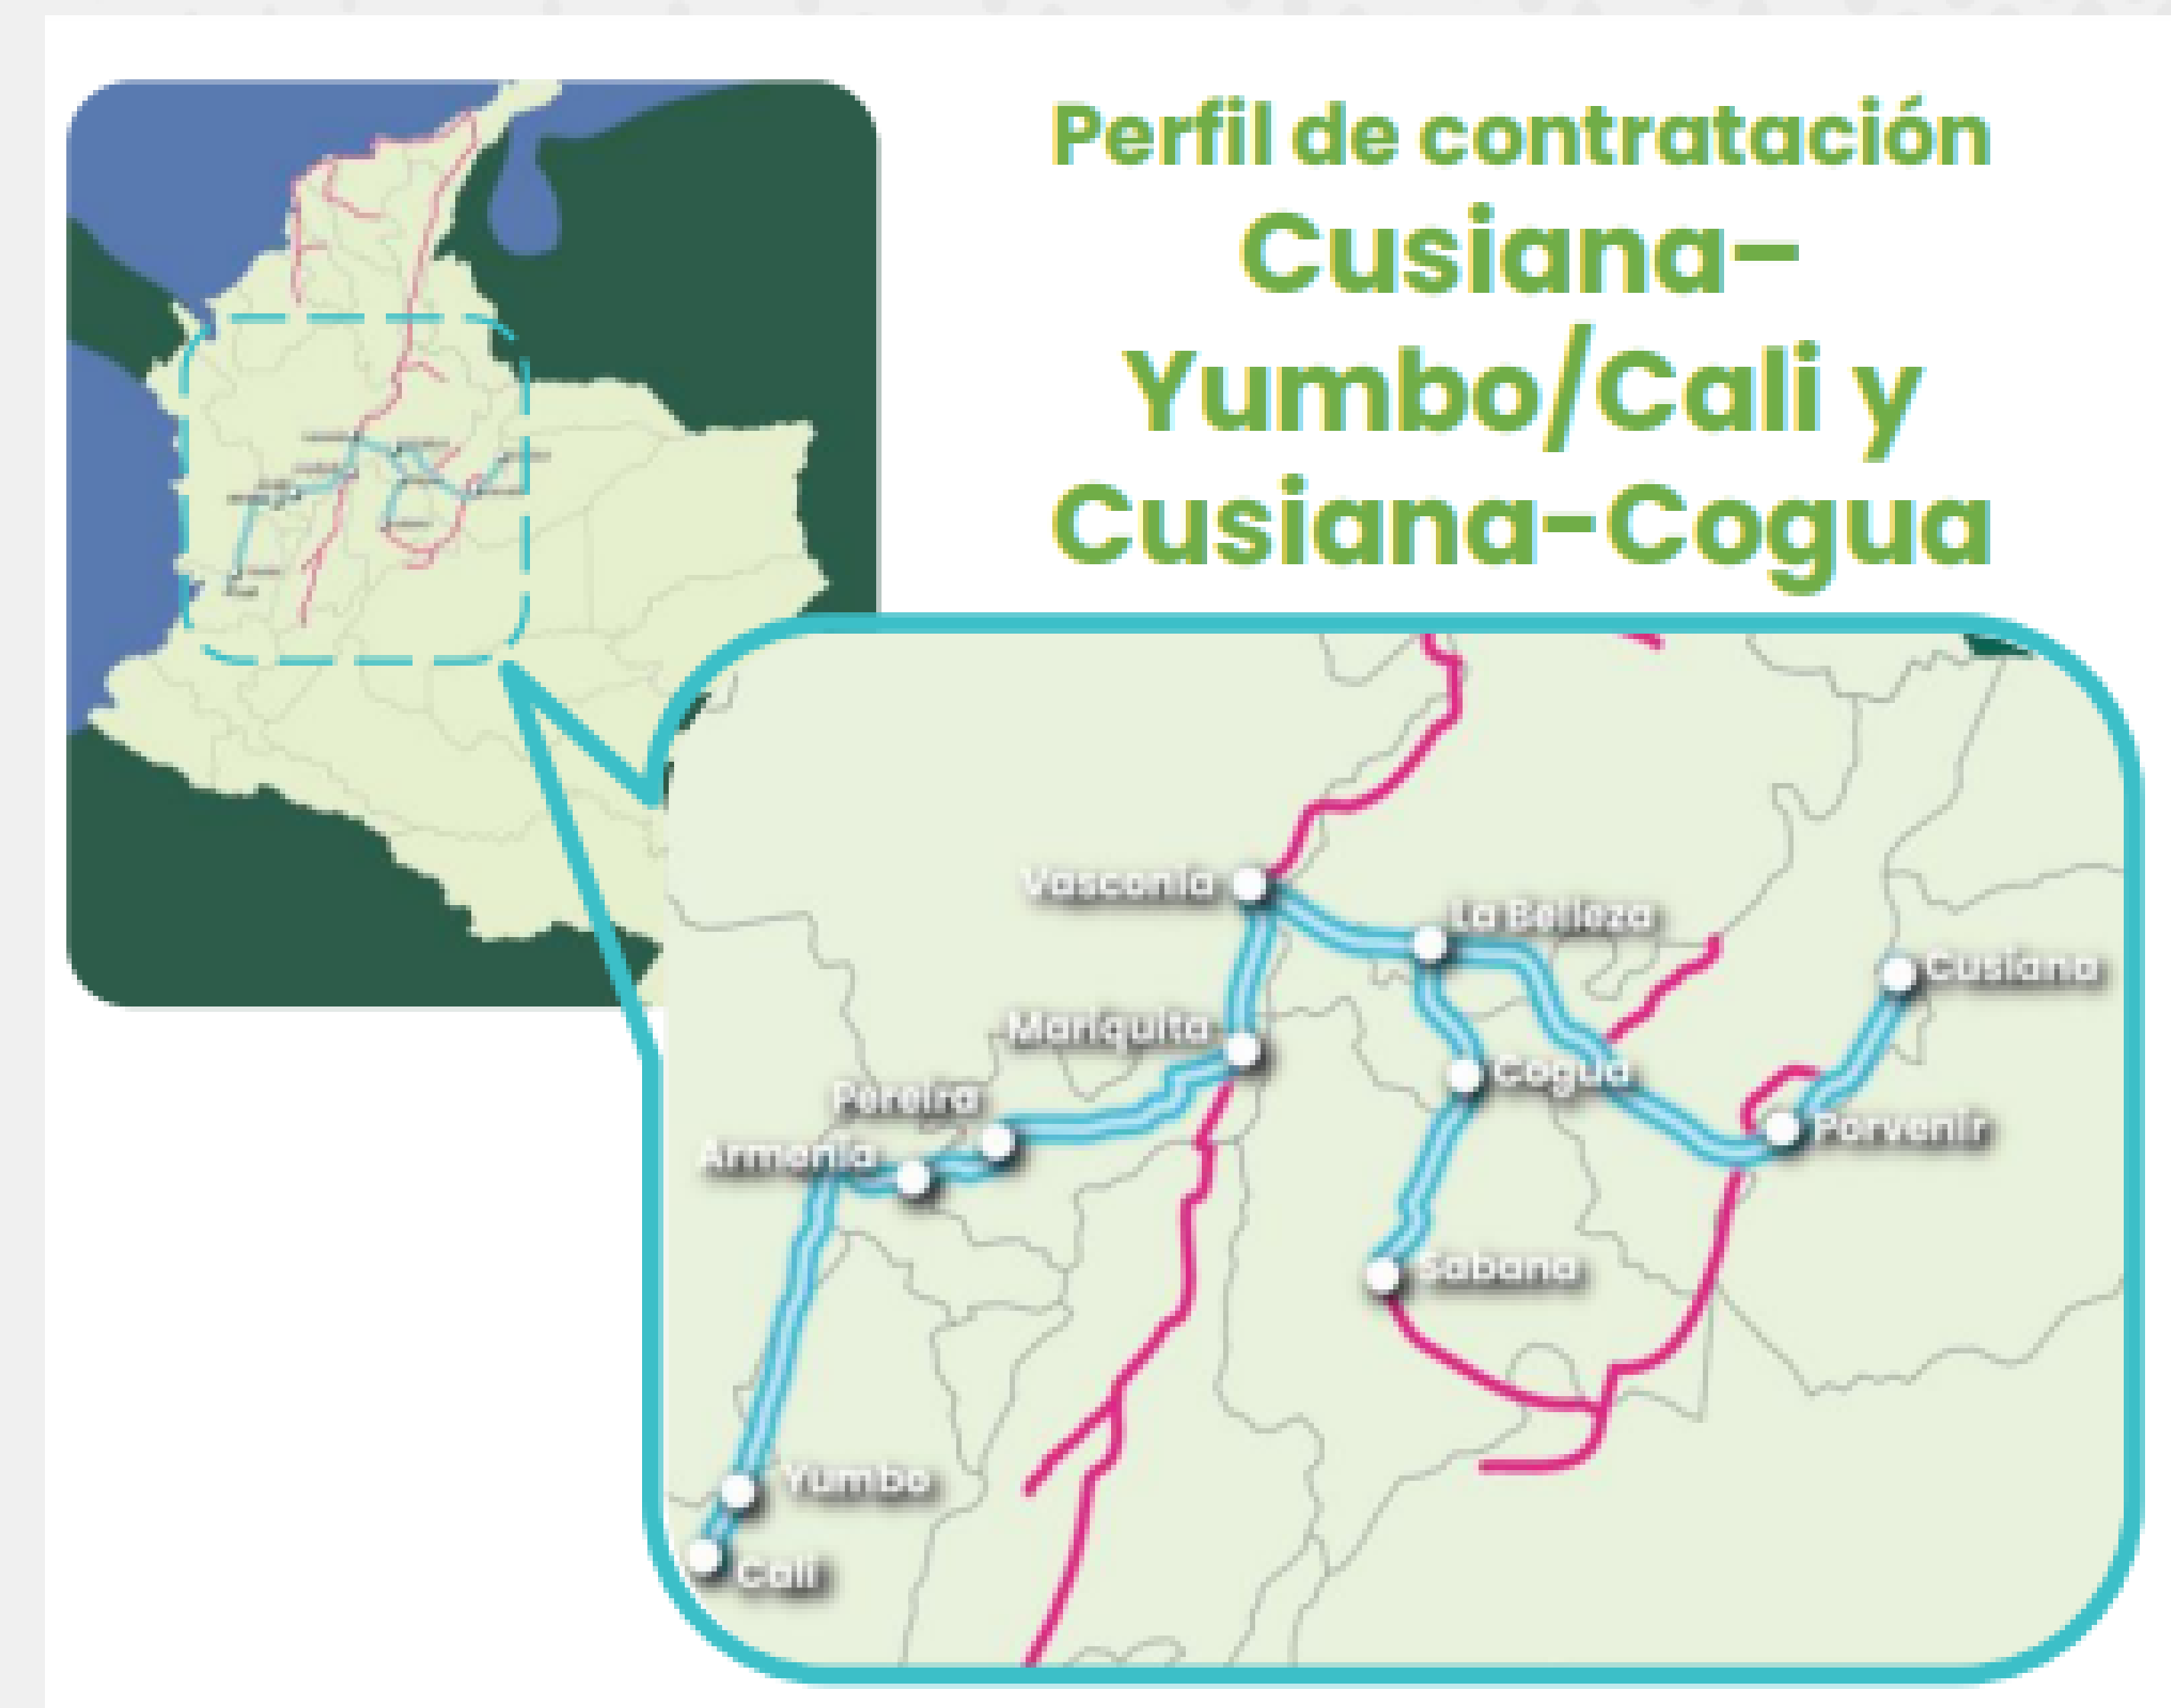 Perfil de contratación
Cusiana-
Yumbo/Cali y
Cusiana-Cogua
Vasconia
La Belleza
Cusiana
Mariquita
Cogua
Pereira
Porvenir
Armenia
Sabana
Yumbo
Cali